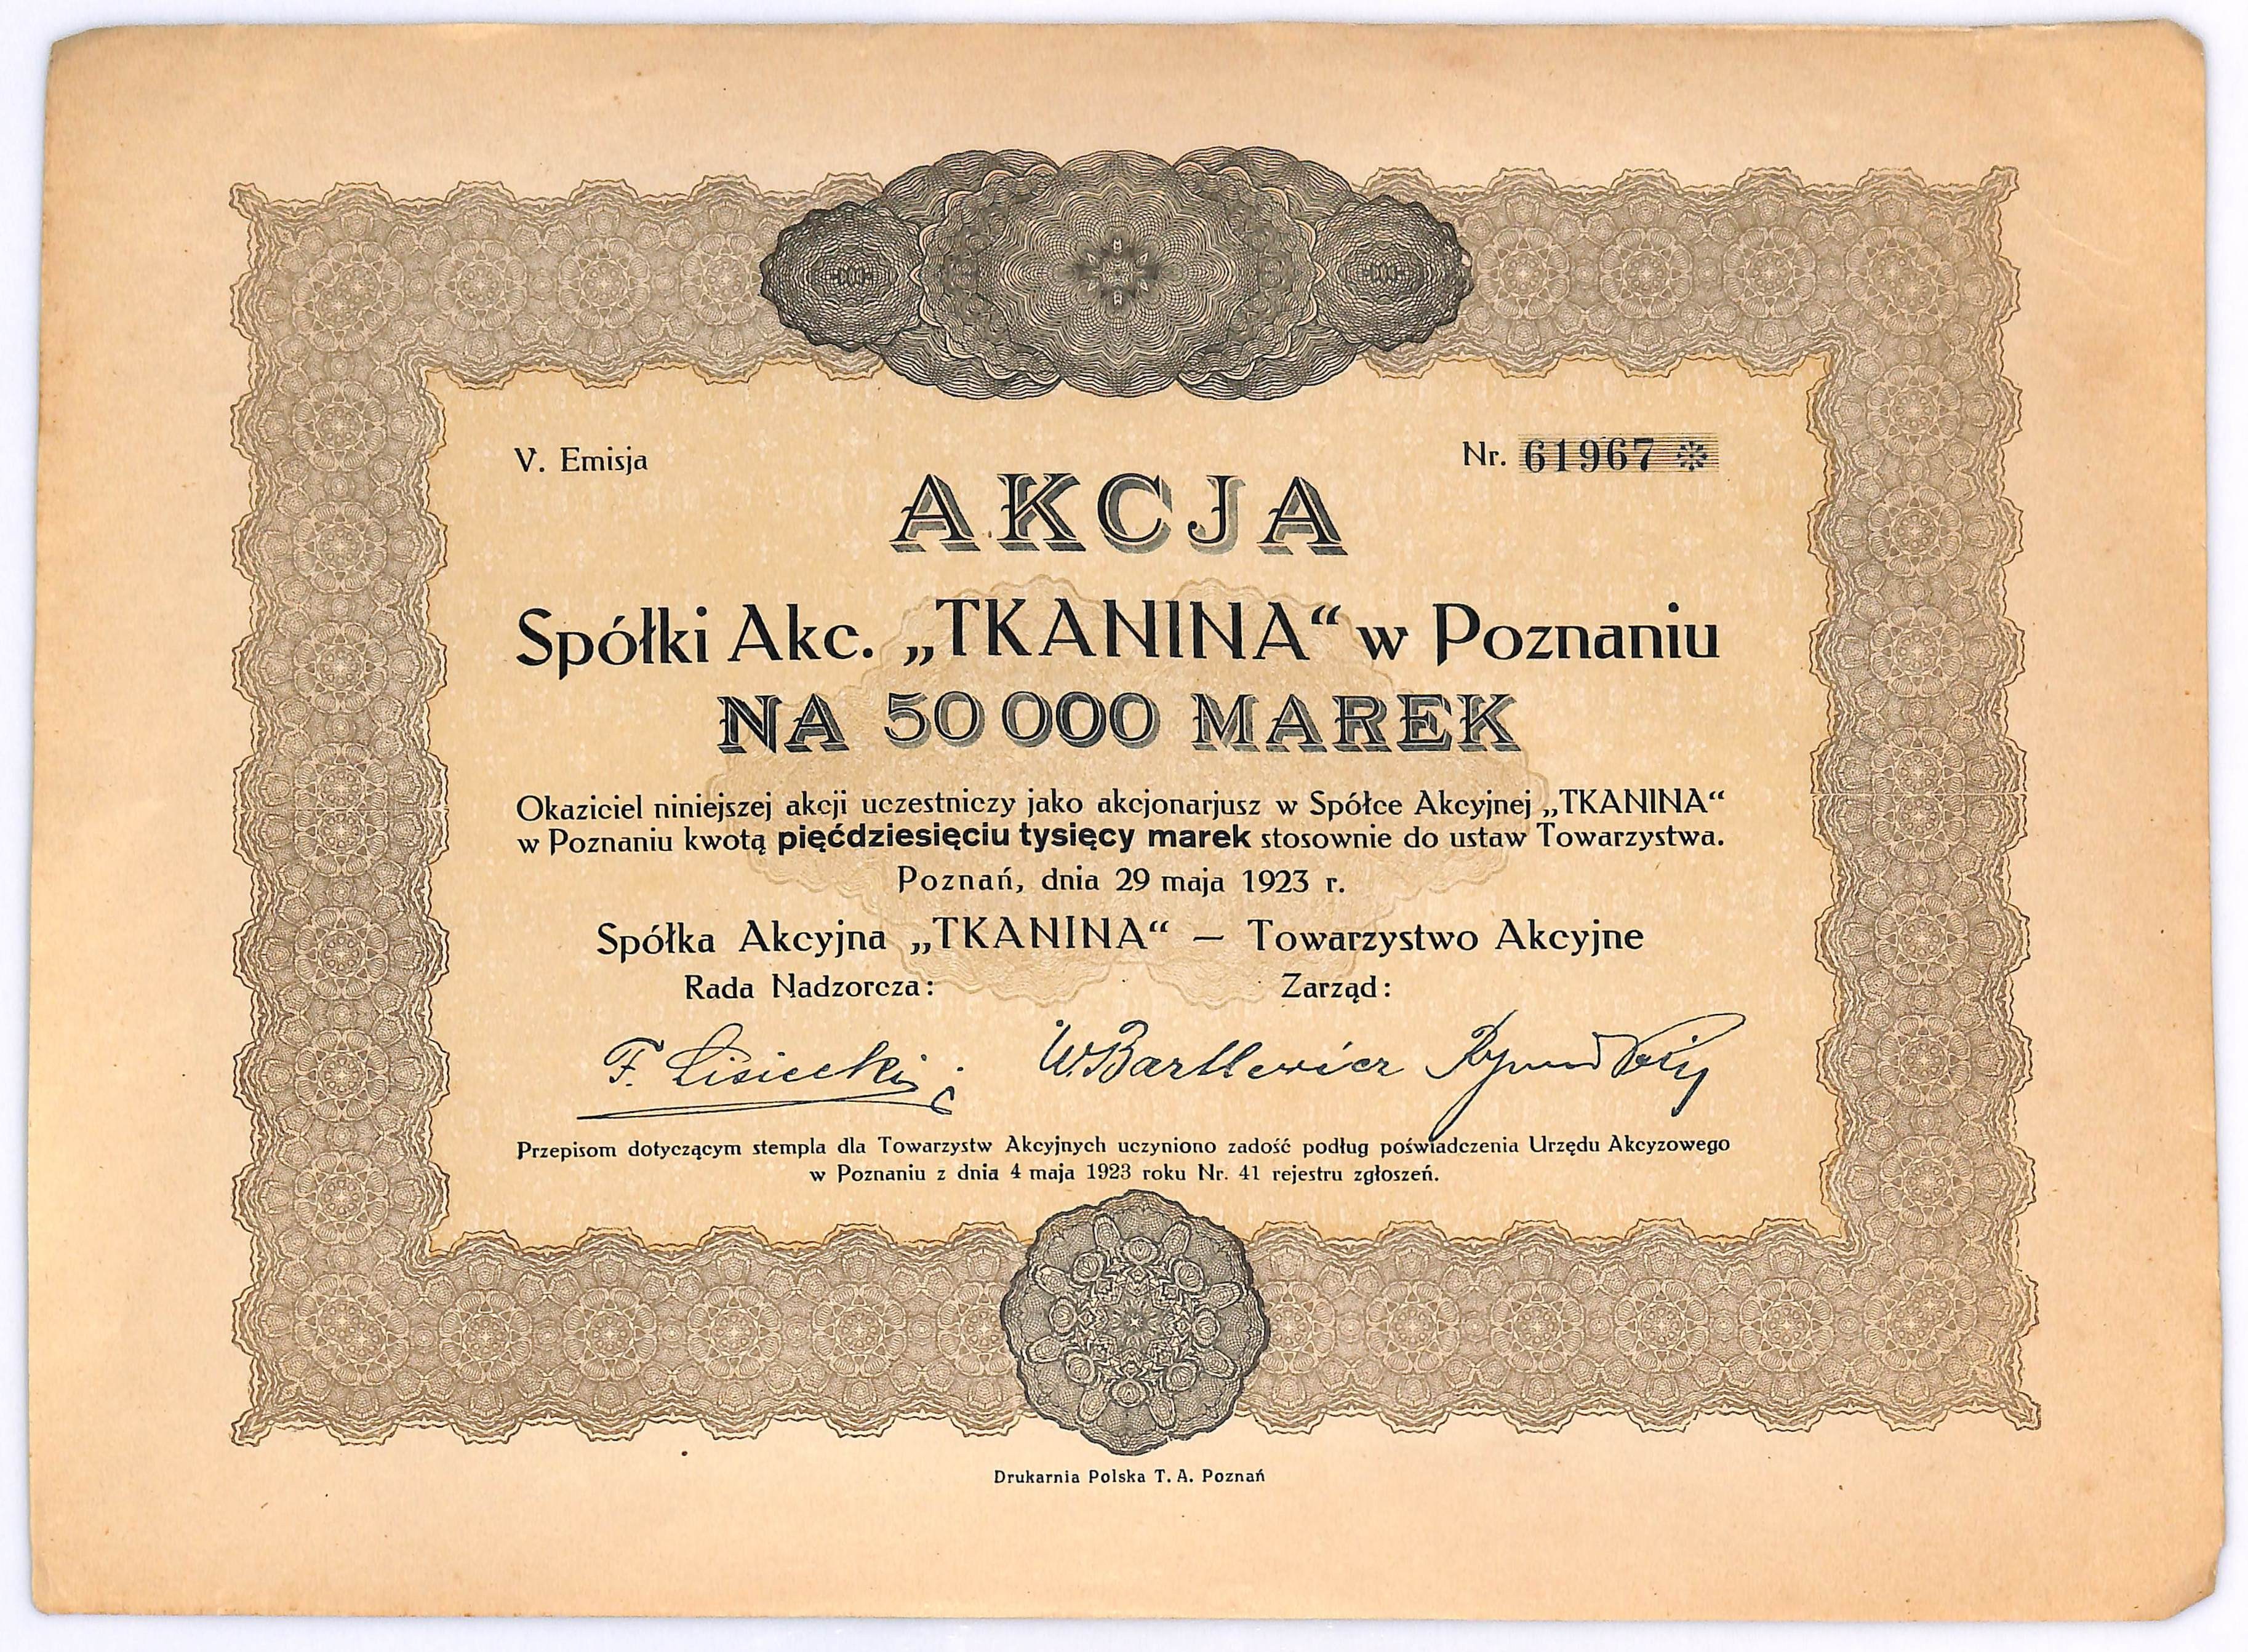 V. Emisja
Nr. 61967 *
AKCJA
Spółki Akc. „TKANINA“ w Poznaniu
NA 50 000 MAREK
Okaziciel niniejszej akcji uczestniczy jako akcjonarjusz w Spółce Akcyjnej „TKANINA“
w Poznaniu kwotą pięćdziesięciu tysięcy marek stosownie do ustaw Towarzystwa.
Poznań, dnia 29 maja 1923 r.
Spółka Akcyjna „TKANINA“ — Towarzystwo Akcyjne
Rada Nadzorcza: Zarząd:
F. Lisiecki W. Bartlewicz
Przepisom dotyczącym stempla dla Towarzystw Akcyjnych uczyniono zadość podług poświadczenia Urzędu Akcyzowego
w Poznaniu z dnia 4 maja 1923 roku Nr. 41 rejestru zgłoszeń.
Drukarnia Polska T. A. Poznań